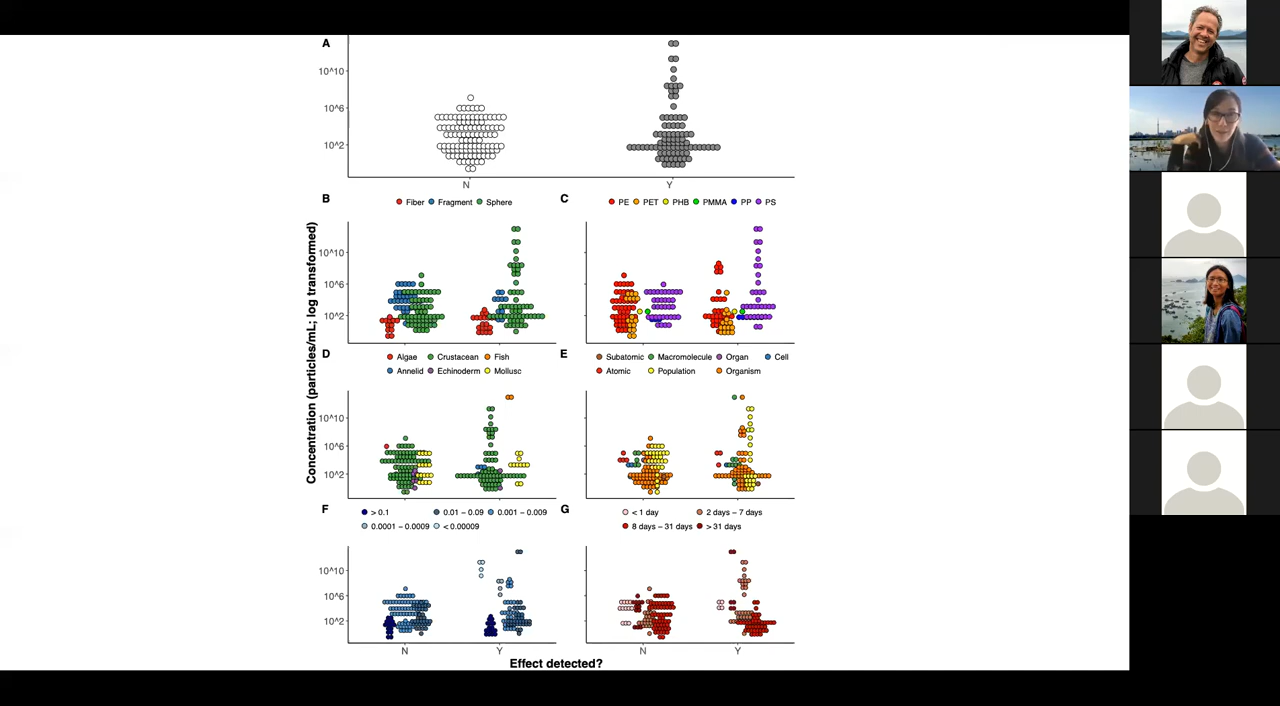 A
10^10
10^6
10^2
N Y
B
Fiber Fragment Sphere
C
PE PET PHB PMMA PP PS
Concentration (particles/mL; log transformed)
10^10
10^6
10^2
D
Algae Crustacean Fish
Annelid Echinoderm Mollusc
E
Subatomic Macromolecule Organ Cell
Atomic Population Organism
10^10
10^6
10^2
F
> 0.1 0.01 – 0.09 0.001 – 0.009
0.0001 – 0.0009 < 0.00009
G
< 1 day 2 days – 7 days
8 days – 31 days > 31 days
10^10
10^6
10^2
N Y N Y
Effect detected?